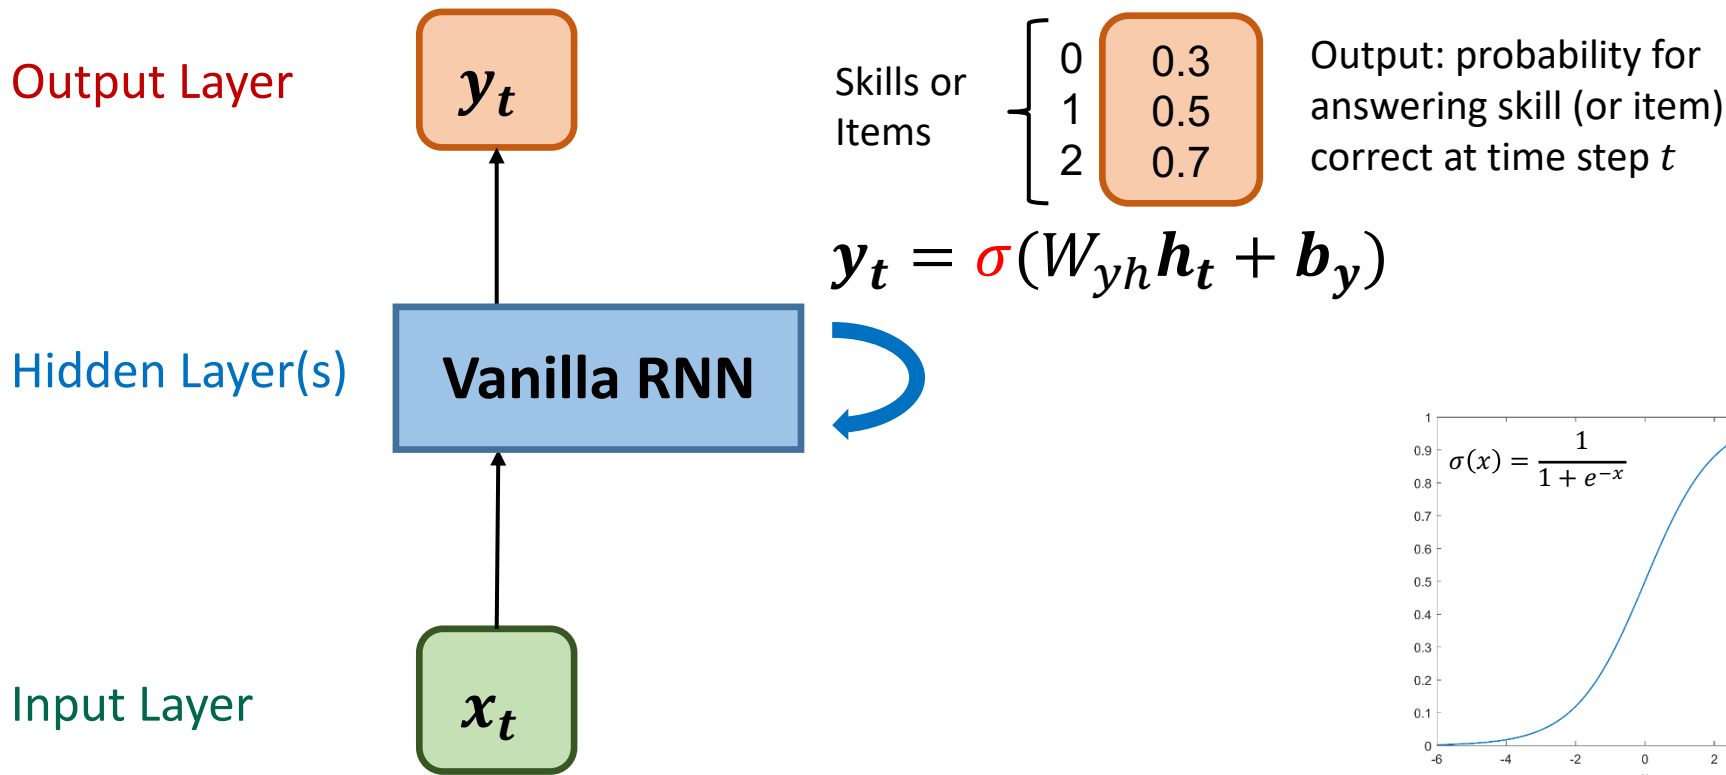 Output Layer
y_t
Skills or
Items
0 0.3
1 0.5
2 0.7
Output: probability for
answering skill (or item)
correct at time step t
y_t = σ(W_{yh}h_t + b_y)
Hidden Layer(s)
Vanilla RNN
Input Layer
x_t
σ(x) = 1 / (1 + e^{-x})
1
0.9
0.8
0.7
0.6
0.5
0.4
0.3
0.2
0.1
0
-6 -4 -2 0 2